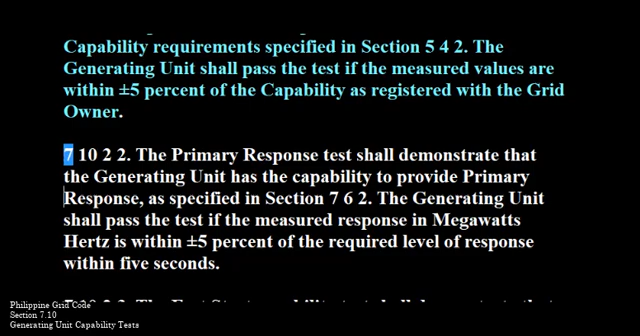 Capability requirements specified in Section 5 4 2. The
Generating Unit shall pass the test if the measured values are
within ±5 percent of the Capability as registered with the Grid
Owner.
7 10 2 2. The Primary Response test shall demonstrate that
the Generating Unit has the capability to provide Primary
Response, as specified in Section 7 6 2. The Generating Unit
shall pass the test if the measured response in Megawatts
Hertz is within ±5 percent of the required level of response
within five seconds.
Philippine Grid Code
Section 7.10
Generating Unit Capability Tests